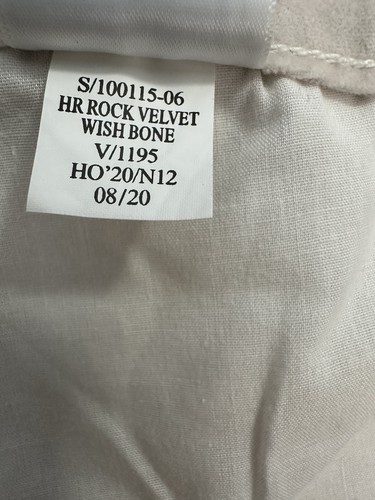 S/100115-06
HR ROCK VELVET
WISH BONE
V/1195
HO'20/N12
08/20